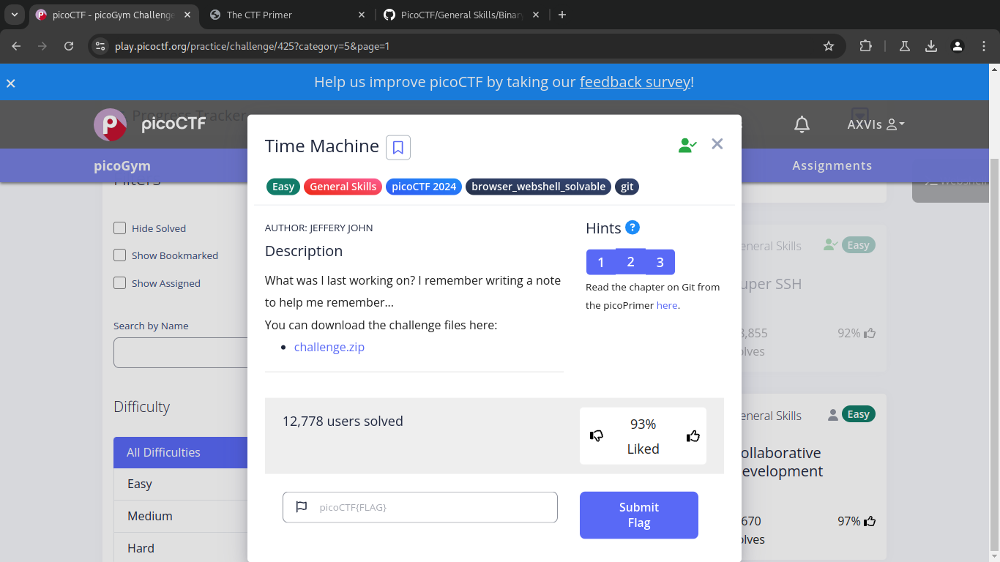 picoCTF - picoGym Challenge
The CTF Primer
PicoCTF/General Skills/Binary
play.picoctf.org/practice/challenge/425?category=5&page=1
Help us improve picoCTF by taking our feedback survey!
Progress Tracker
picoCTF
AXVIs
picoGym
Assignments
Filters
Hide Solved
Show Bookmarked
Show Assigned
Search by Name
Difficulty
All Difficulties
Easy
Medium
Hard
Time Machine
Easy General Skills picoCTF 2024 browser_webshell_solvable git
AUTHOR: JEFFERY JOHN
Description
What was I last working on? I remember writing a note
to help me remember...
You can download the challenge files here:
challenge.zip
Hints ?
1 2 3
Read the chapter on Git from
the picoPrimer here.
12,778 users solved
93%
Liked
picoCTF{FLAG}
Submit
Flag
eneral Skills Easy
uper SSH
,855 92%
lves
eneral Skills Easy
ollaborative
evelopment
670 97%
lves